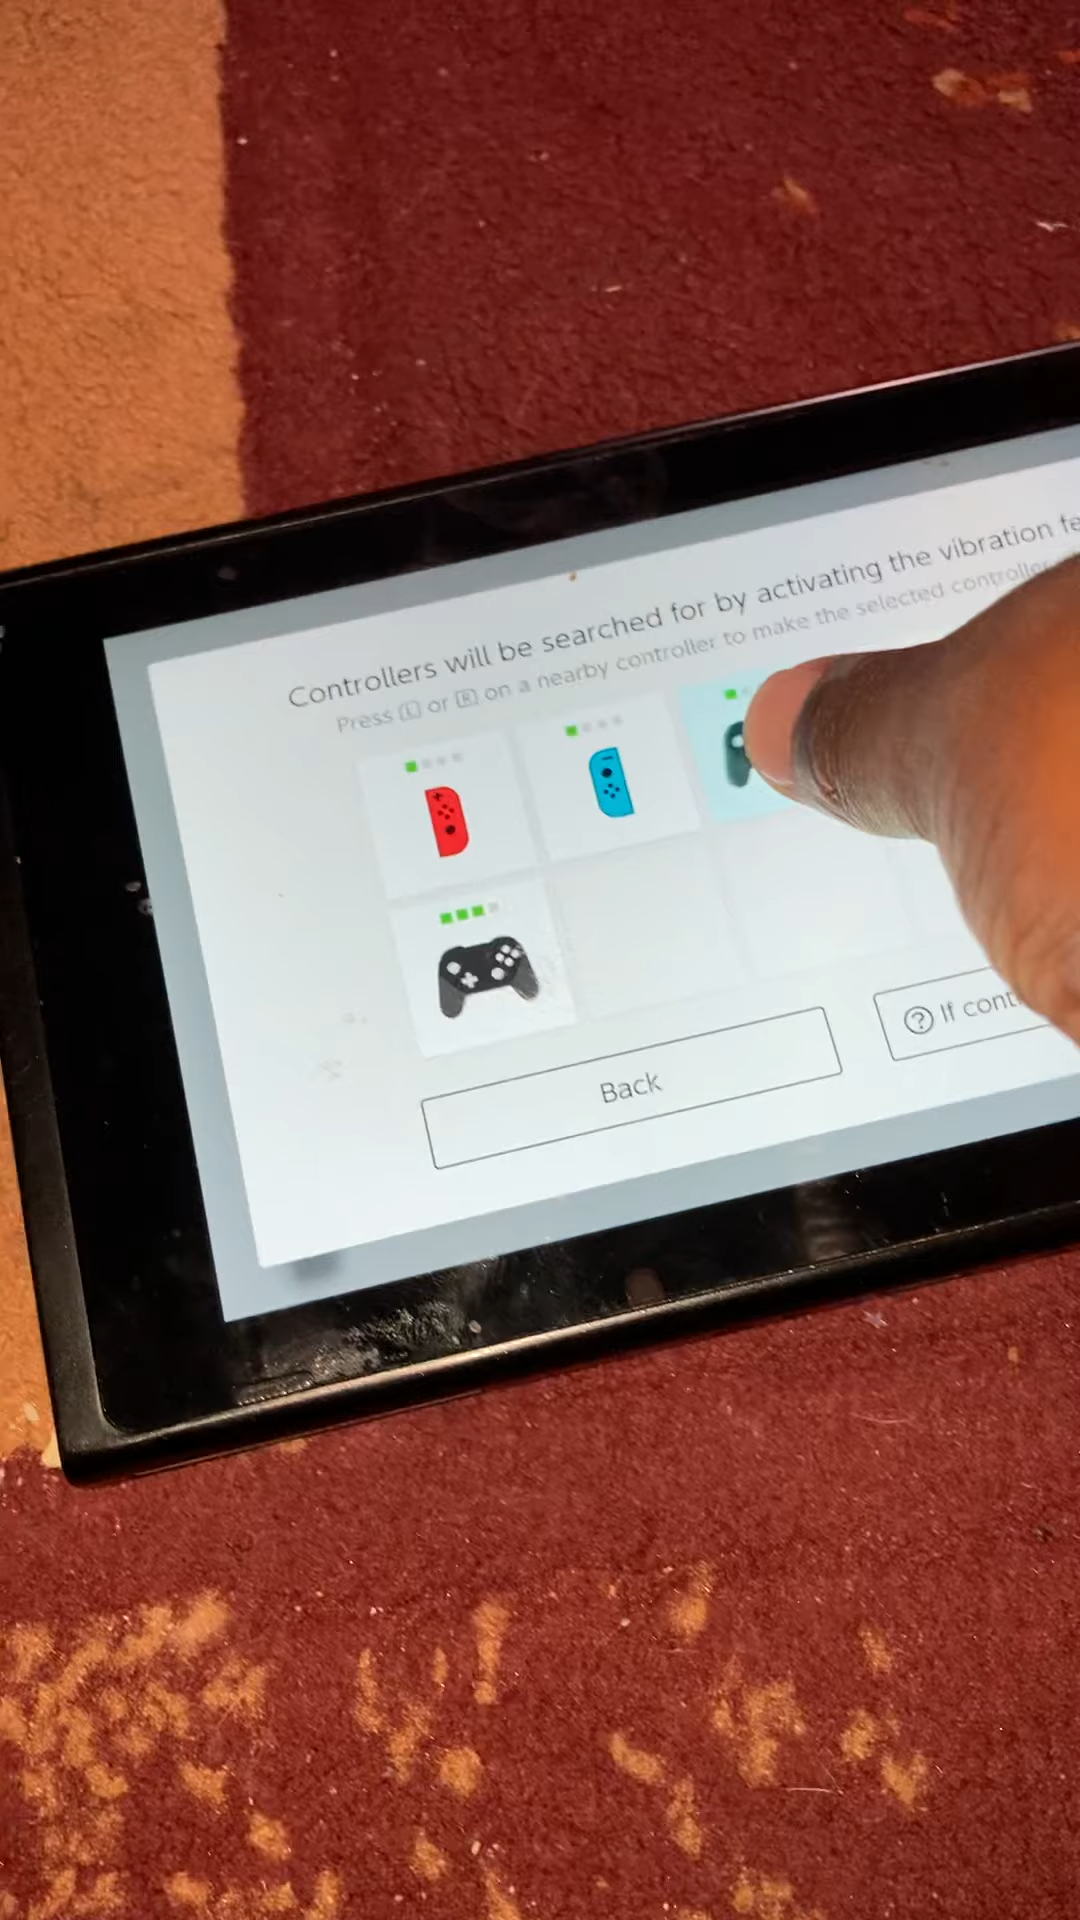 Controllers will be searched for by activating the vibration
Press L or R on a nearby controller to make the selected controller
Back
? If